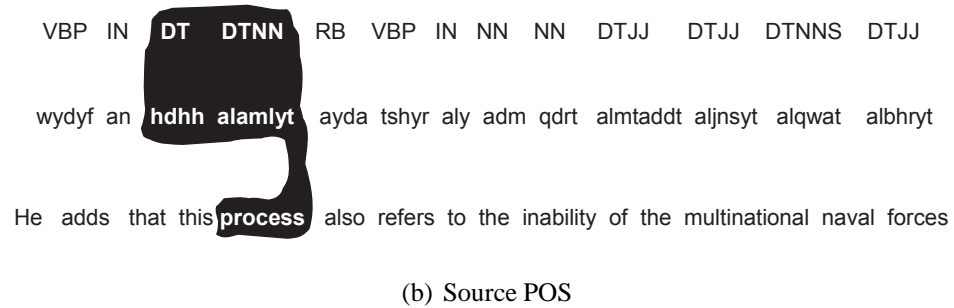 VBP IN DT DTNN RB VBP IN NN NN DTJJ DTJJ DTNNS DTJJ
wydyf an hdhh alamlyt ayda tshyr aly adm qdrt almtaddt aljnsyt alqwat albhryt
He adds that this process also refers to the inability of the multinational naval forces
(b) Source POS